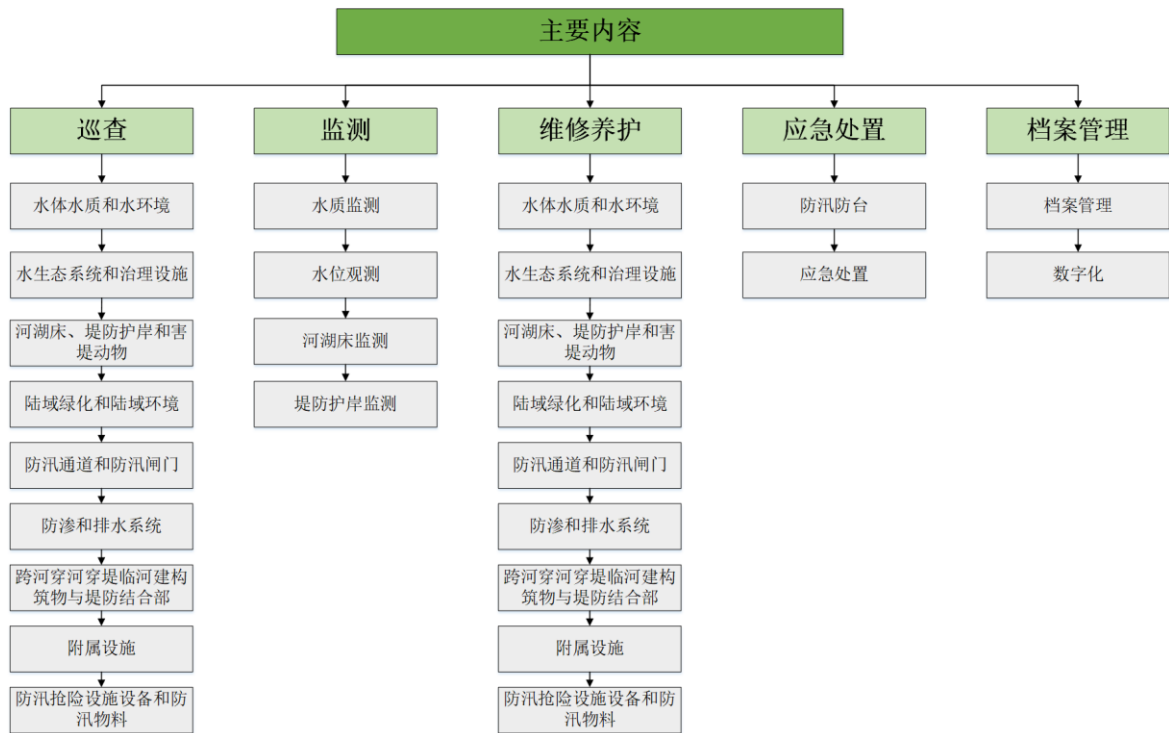 主要内容
巡查
水体水质和水环境
水生态系统和治理设施
河湖床、堤防护岸和害
堤动物
陆域绿化和陆域环境
防汛通道和防汛闸门
防渗和排水系统
跨河穿河穿堤临河建构
筑物与堤防结合部
附属设施
防汛抢险设施设备和防
汛物料
监测
水质监测
水位观测
河湖床监测
堤防护岸监测
维修养护
水体水质和水环境
水生态系统和治理设施
河湖床、堤防护岸和害
堤动物
陆域绿化和陆域环境
防汛通道和防汛闸门
防渗和排水系统
跨河穿河穿堤临河建构
筑物与堤防结合部
附属设施
防汛抢险设施设备和防
汛物料
应急处置
防汛防台
应急处置
档案管理
档案管理
数字化